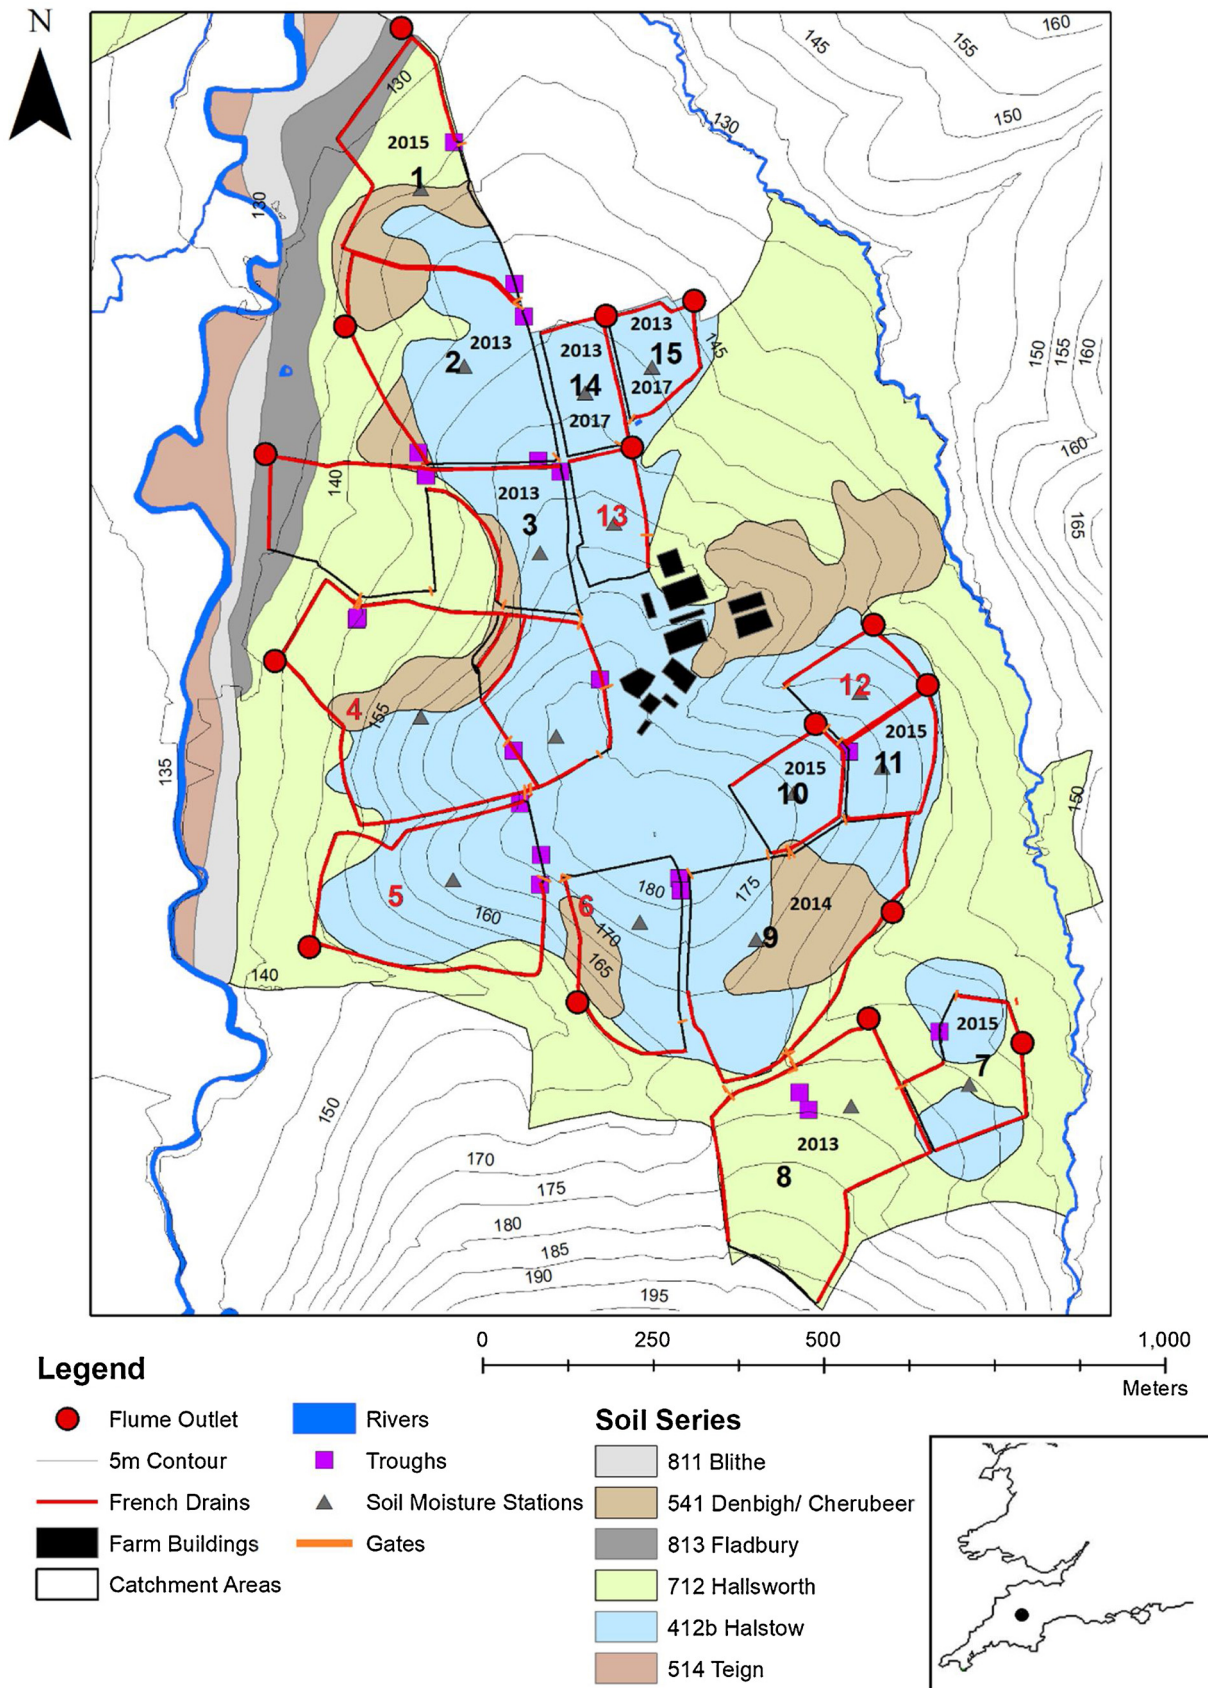 N
160
155
145
150
130
130
130
2015
1
2013
2
2013
14
2017
2013
15
2017
145
150
155
160
160
165
140
2013
3
13
4
155
12
2015
11
2015
10
135
150
5
160
6
180
170
165
175
2014
9
140
2015
7
150
2013
8
170
175
180
185
190
195
0 250 500 1,000
Meters
Legend
Flume Outlet
5m Contour
French Drains
Farm Buildings
Catchment Areas
Rivers
Troughs
Soil Moisture Stations
Gates
Soil Series
811 Blithe
541 Denbigh/ Cherubeer
813 Fladbury
712 Hallsworth
412b Halstow
514 Teign